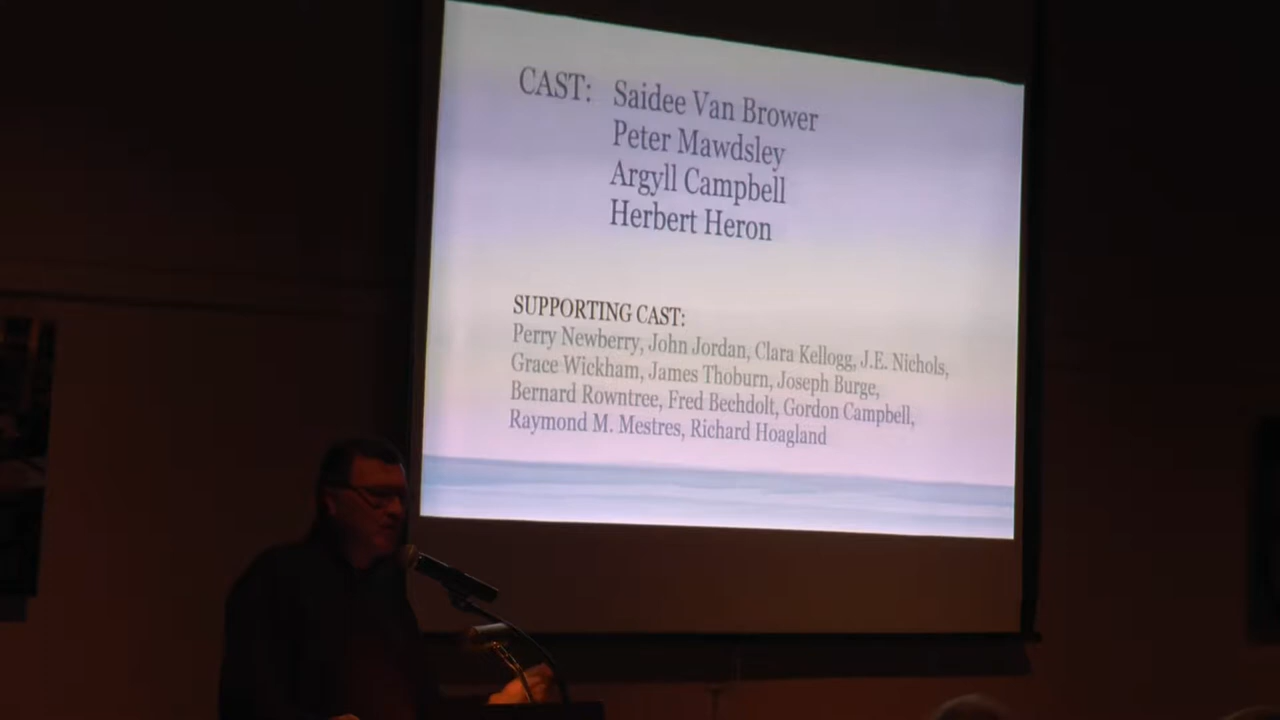 CAST: Saidee Van Brower
Peter Mawdsley
Argyll Campbell
Herbert Heron
SUPPORTING CAST:
Perry Newberry, John Jordan, Clara Kellogg, J.E. Nichols,
Grace Wickham, James Thoburn, Joseph Burge,
Bernard Rowntree, Fred Bechdolt, Gordon Campbell,
Raymond M. Mestres, Richard Hoagland